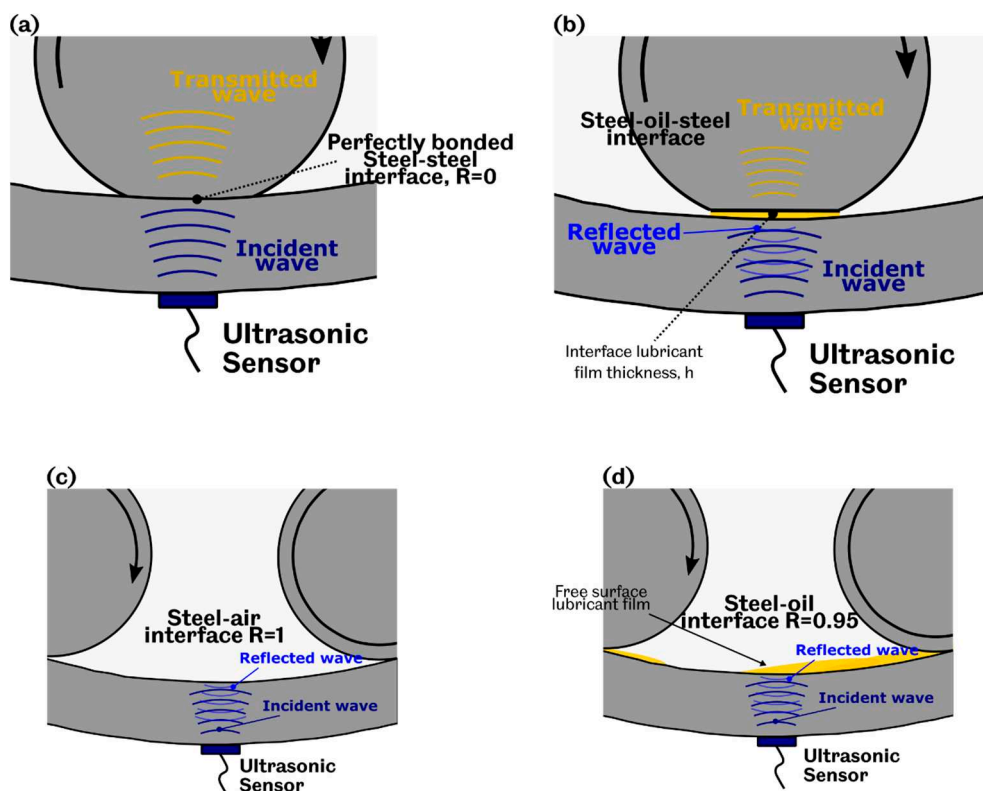 (a)
Transmitted
wave
Perfectly bonded
Steel-steel
interface, R=0
Incident
wave
Ultrasonic
Sensor
(b)
Steel-oil-steel
interface
Transmitted
wave
Reflected
wave
Incident
wave
Interface lubricant
film thickness, h
Ultrasonic
Sensor
(c)
Steel-air
interface R=1
Reflected wave
Incident wave
Ultrasonic
Sensor
(d)
Free surface
lubricant film
Steel-oil
interface R=0.95
Reflected wave
Incident wave
Ultrasonic
Sensor